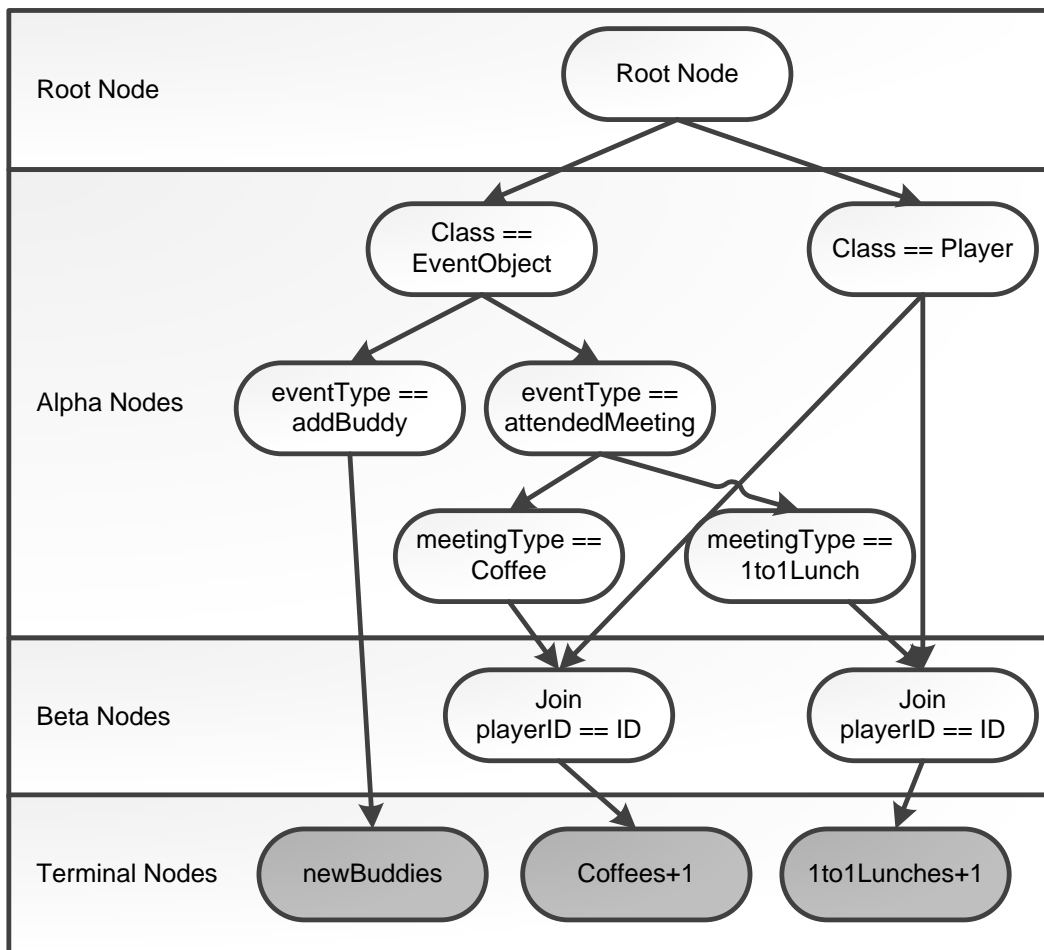 Root Node
Root Node
Class ==
EventObject
Class == Player
Alpha Nodes
eventType ==
addBuddy
eventType ==
attendedMeeting
meetingType ==
Coffee
meetingType ==
1to1Lunch
Beta Nodes
Join
playerID == ID
Join
playerID == ID
Terminal Nodes
newBuddies
Coffees+1
1to1Lunches+1